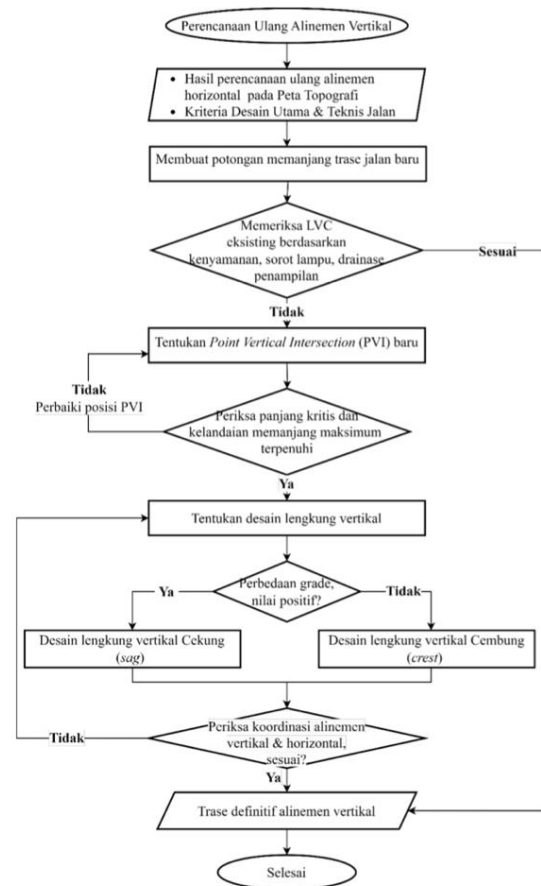 Perencanaan Ulang Alinemen Vertikal
• Hasil perencanaan ulang alinemen
horizontal pada Peta Topografi
• Kriteria Desain Utama & Teknis Jalan
Membuat potongan memanjang trase jalan baru
Memeriksa LVC
eksisting berdasarkan
kenyamanan, sorot lampu, drainase
penampilan
Sesuai
Tidak
Tentukan Point Vertical Intersection (PVI) baru
Tidak
Perbaiki posisi PVI
Periksa panjang kritis dan
kelandaian memanjang maksimum
terpenuhi
Ya
Tentukan desain lengkung vertikal
Perbedaan grade,
nilai positif?
Ya
Tidak
Desain lengkung vertikal Cekung
(sag)
Desain lengkung vertikal Cembung
(crest)
Periksa koordinasi alinemen
vertikal & horizontal,
sesuai?
Tidak
Ya
Trase definitif alinemen vertikal
Selesai